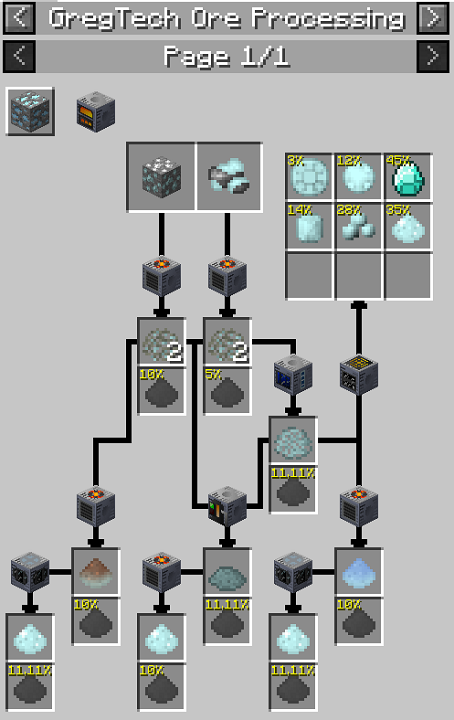 < GregTech Ore Processing >
< Page 1/1 >
3% 12% 45%
14% 28% 35%
2 2
10% 5%
11.11%
10% 11.11% 10%
11.11% 10% 11.11%